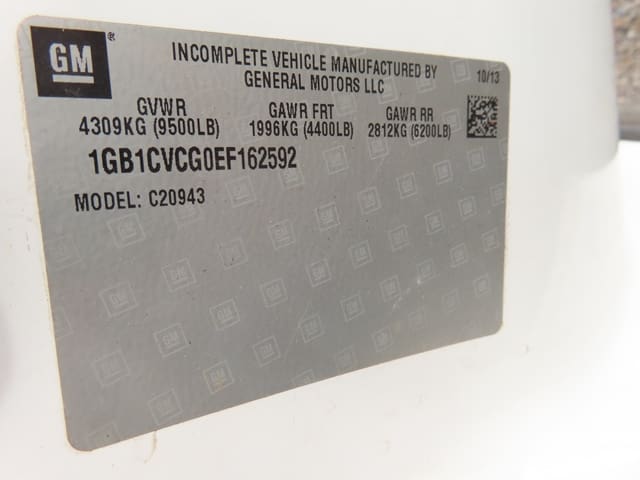 GM®
INCOMPLETE VEHICLE MANUFACTURED BY
GENERAL MOTORS LLC
10/13
GVWR GAWR FRT GAWR RR
4309KG (9500LB) 1996KG (4400LB) 2812KG (6200LB)
1GB1CVCG0EF162592
MODEL: C20943